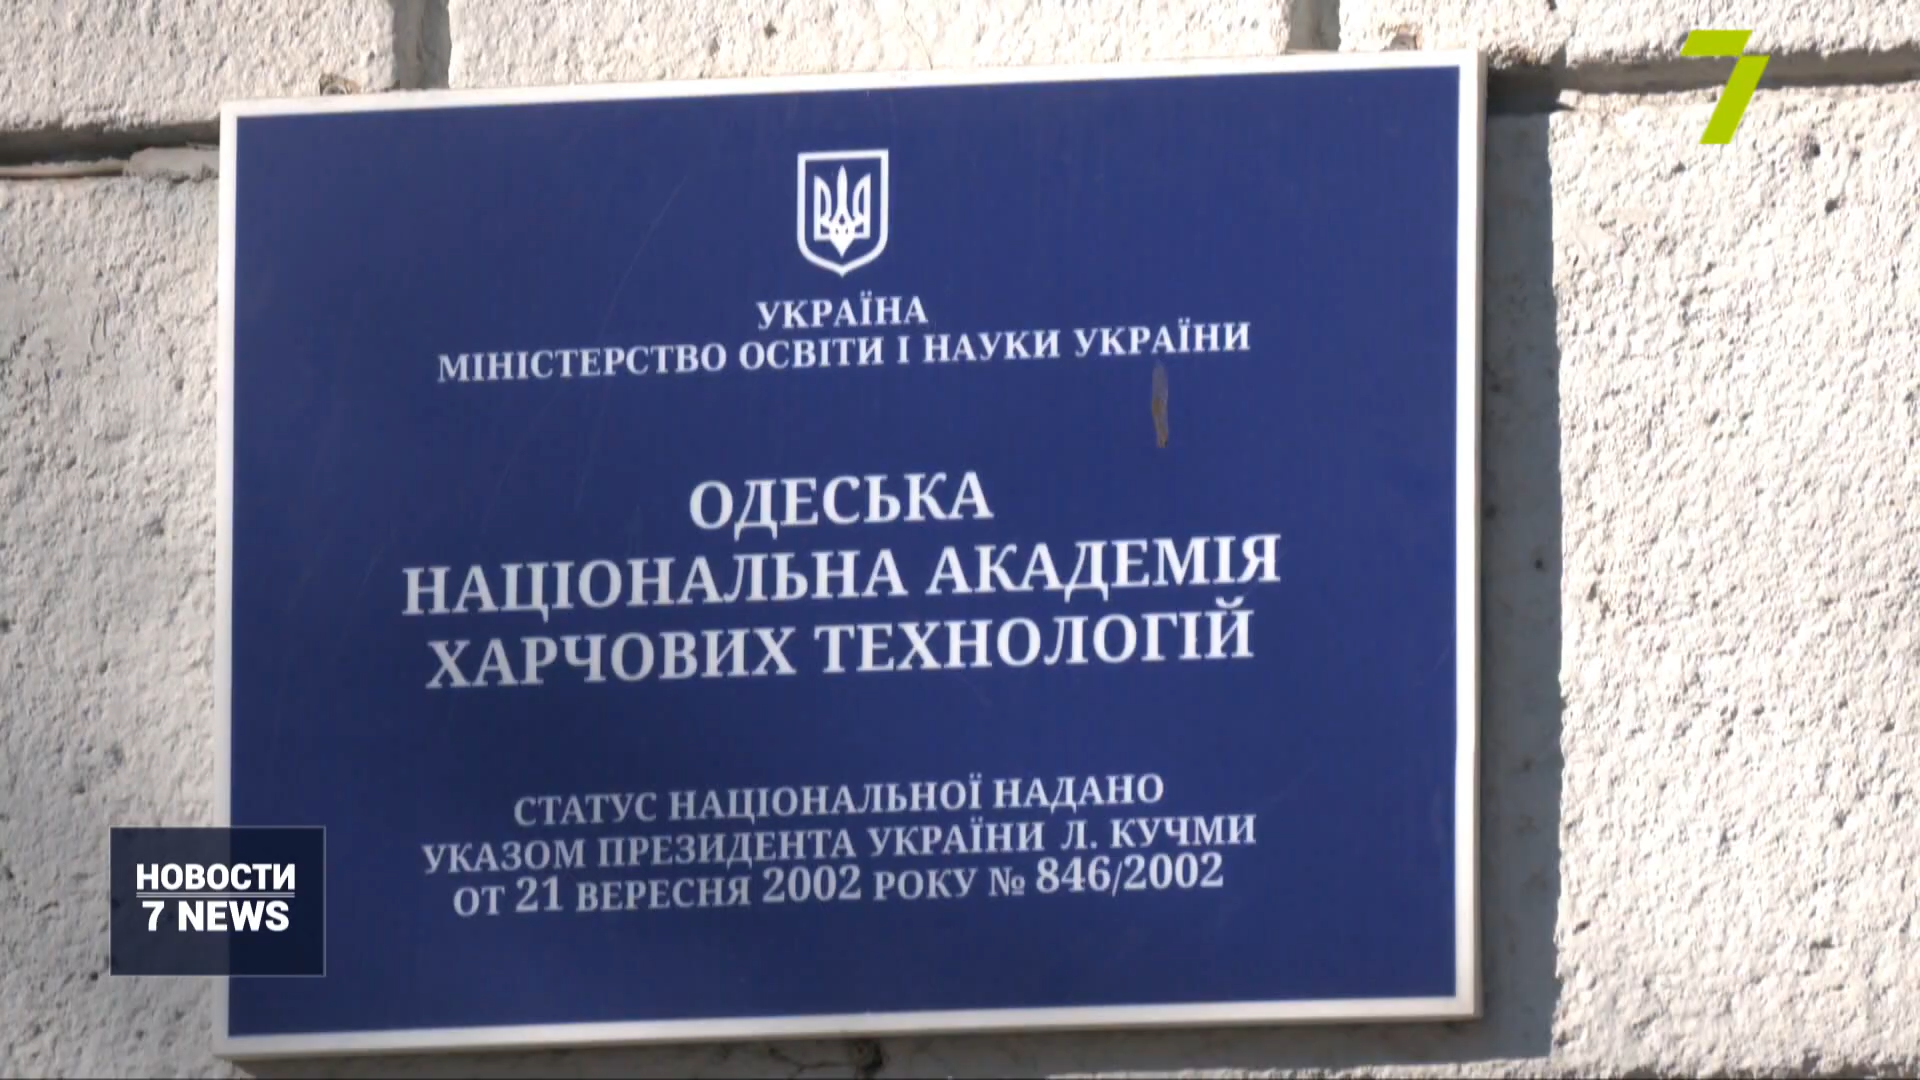 7
УКРАЇНА
МІНІСТЕРСТВО ОСВІТИ І НАУКИ УКРАЇНИ
ОДЕСЬКА
НАЦІОНАЛЬНА АКАДЕМІЯ
ХАРЧОВИХ ТЕХНОЛОГІЙ
СТАТУС НАЦІОНАЛЬНОЇ НАДАНО
УКАЗОМ ПРЕЗИДЕНТА УКРАЇНИ Л. КУЧМИ
ОТ 21 ВЕРЕСНЯ 2002 РОКУ № 846/2002
НОВОСТИ
7 NEWS